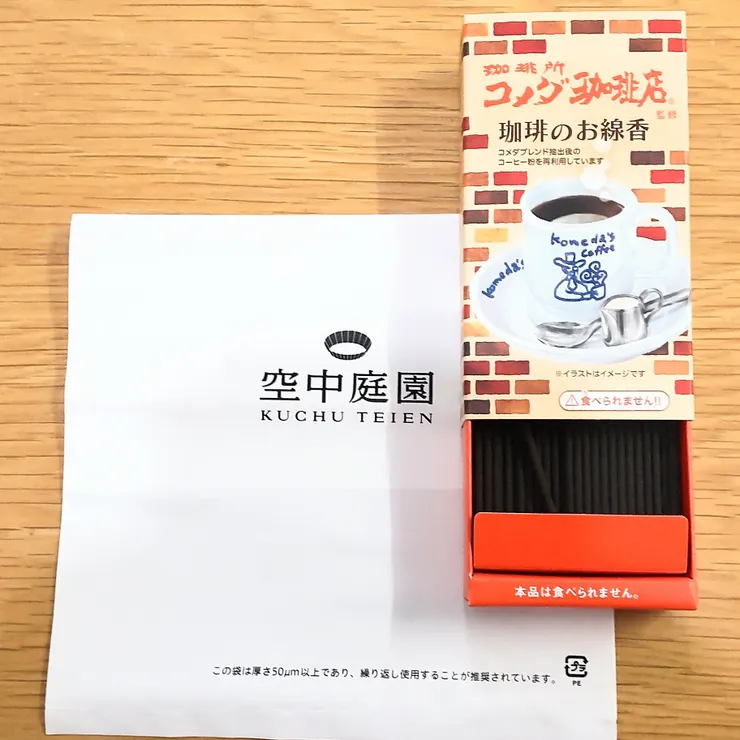 珈琲所
コメダ珈琲店®
監修
珈琲のお線香
コメダブレンド抽出後の
コーヒー粉を再利用しています
Komeda's
Coffee
Komeda's
※イラストはイメージです
⚠食べられません!!
本品は食べられません。
空中庭園
KUCHU TEIEN
この袋は厚さ50μm以上であり、繰り返し使用することが推奨されています。
プラ
PE